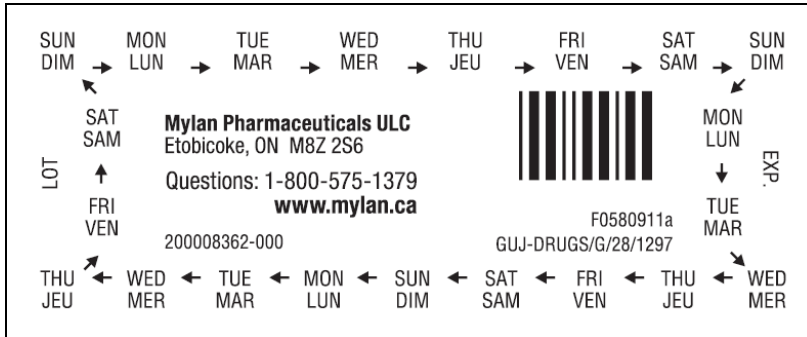 SUN MON TUE WED THU FRI SAT SUN
DIM → LUN → MAR → MER → JEU → VEN → SAM → DIM
SAT
SAM
Mylan Pharmaceuticals ULC
Etobicoke, ON M8Z 2S6
Questions: 1-800-575-1379
www.mylan.ca
MON
LUN
LOT
EXP.
FRI
VEN
200008362-000
F0580911a
GUJ-DRUGS/G/28/1297
TUE
MAR
THU ← WED ← TUE ← MON ← SUN ← SAT ← FRI ← THU ← WED
JEU MER MAR LUN DIM SAM VEN JEU MER